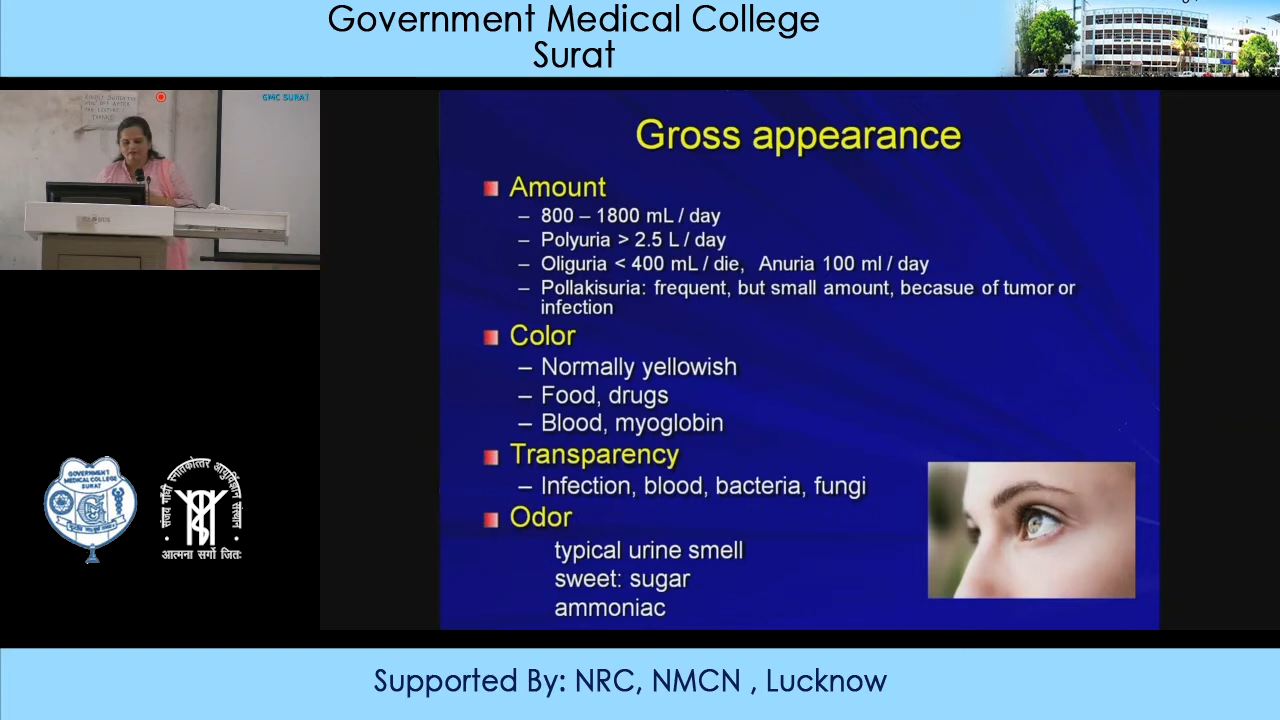 Government Medical College
Surat
GMC SURAT
Gross appearance
Amount
– 800 – 1800 mL / day
– Polyuria > 2.5 L / day
– Oliguria < 400 mL / die, Anuria 100 ml / day
– Pollakisuria: frequent, but small amount, becasue of tumor or
infection
Color
– Normally yellowish
– Food, drugs
– Blood, myoglobin
Transparency
– Infection, blood, bacteria, fungi
Odor
typical urine smell
sweet: sugar
ammoniac
GOVERNMENT
MEDICAL COLLEGE
SURAT
आत्मना सर्गो जितः
Supported By: NRC, NMCN , Lucknow